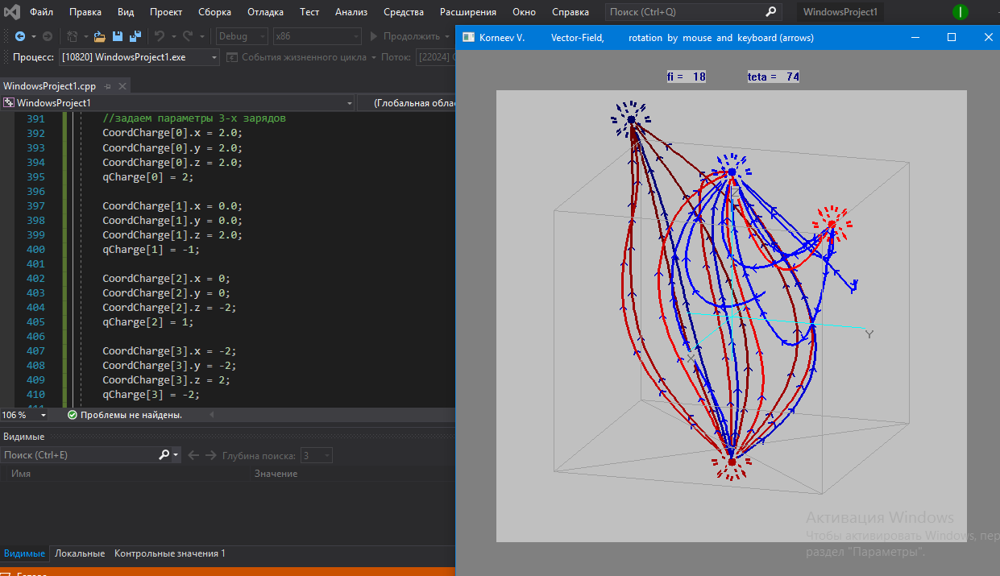 Файл Правка Вид Проект Сборка Отладка Тест Анализ Средства Расширения Окно Справка Поиск (Ctrl+Q) WindowsProject1
Debug x86 Продолжить
Процесс: [10820] WindowsProject1.exe События жизненного цикла Поток: [22024]
WindowsProject1.cpp
WindowsProject1 (Глобальная облас
391 //задаем параметры 3-х зарядов
392 CoordCharge[0].x = 2.0;
393 CoordCharge[0].y = 2.0;
394 CoordCharge[0].z = 2.0;
395 qCharge[0] = 2;
396
397 CoordCharge[1].x = 0.0;
398 CoordCharge[1].y = 0.0;
399 CoordCharge[1].z = 2.0;
400 qCharge[1] = -1;
401
402 CoordCharge[2].x = 0;
403 CoordCharge[2].y = 0;
404 CoordCharge[2].z = -2;
405 qCharge[2] = 1;
406
407 CoordCharge[3].x = -2;
408 CoordCharge[3].y = -2;
409 CoordCharge[3].z = 2;
410 qCharge[3] = -2;
106 % Проблемы не найдены.
Видимые
Поиск (Ctrl+E) Глубина поиска: 3
Имя Значение
Видимые Локальные Контрольные значения 1
Korneev V. Vector-Field, rotation by mouse and keyboard (arrows)
fi = 18 teta = 74
Z
Y
X
Активация Windows
Чтобы активировать Windows, пер
раздел "Параметры".